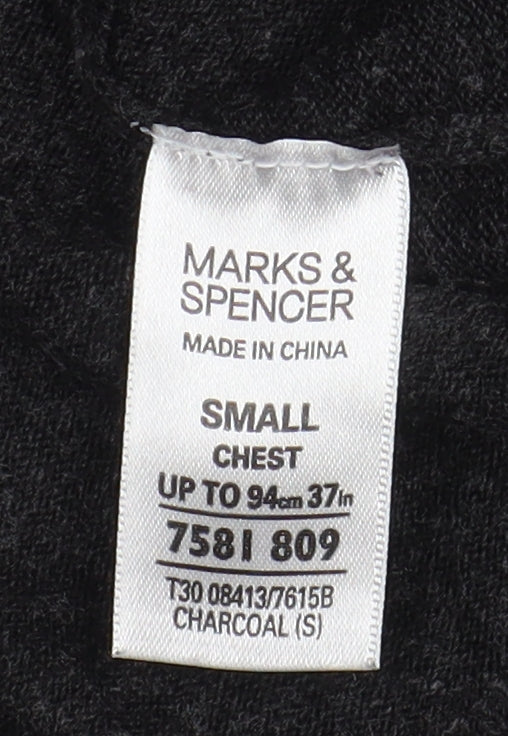 MARKS &
SPENCER
MADE IN CHINA
SMALL
CHEST
UP TO 94cm 37in
7581 809
T30 08413/7615B
CHARCOAL (S)